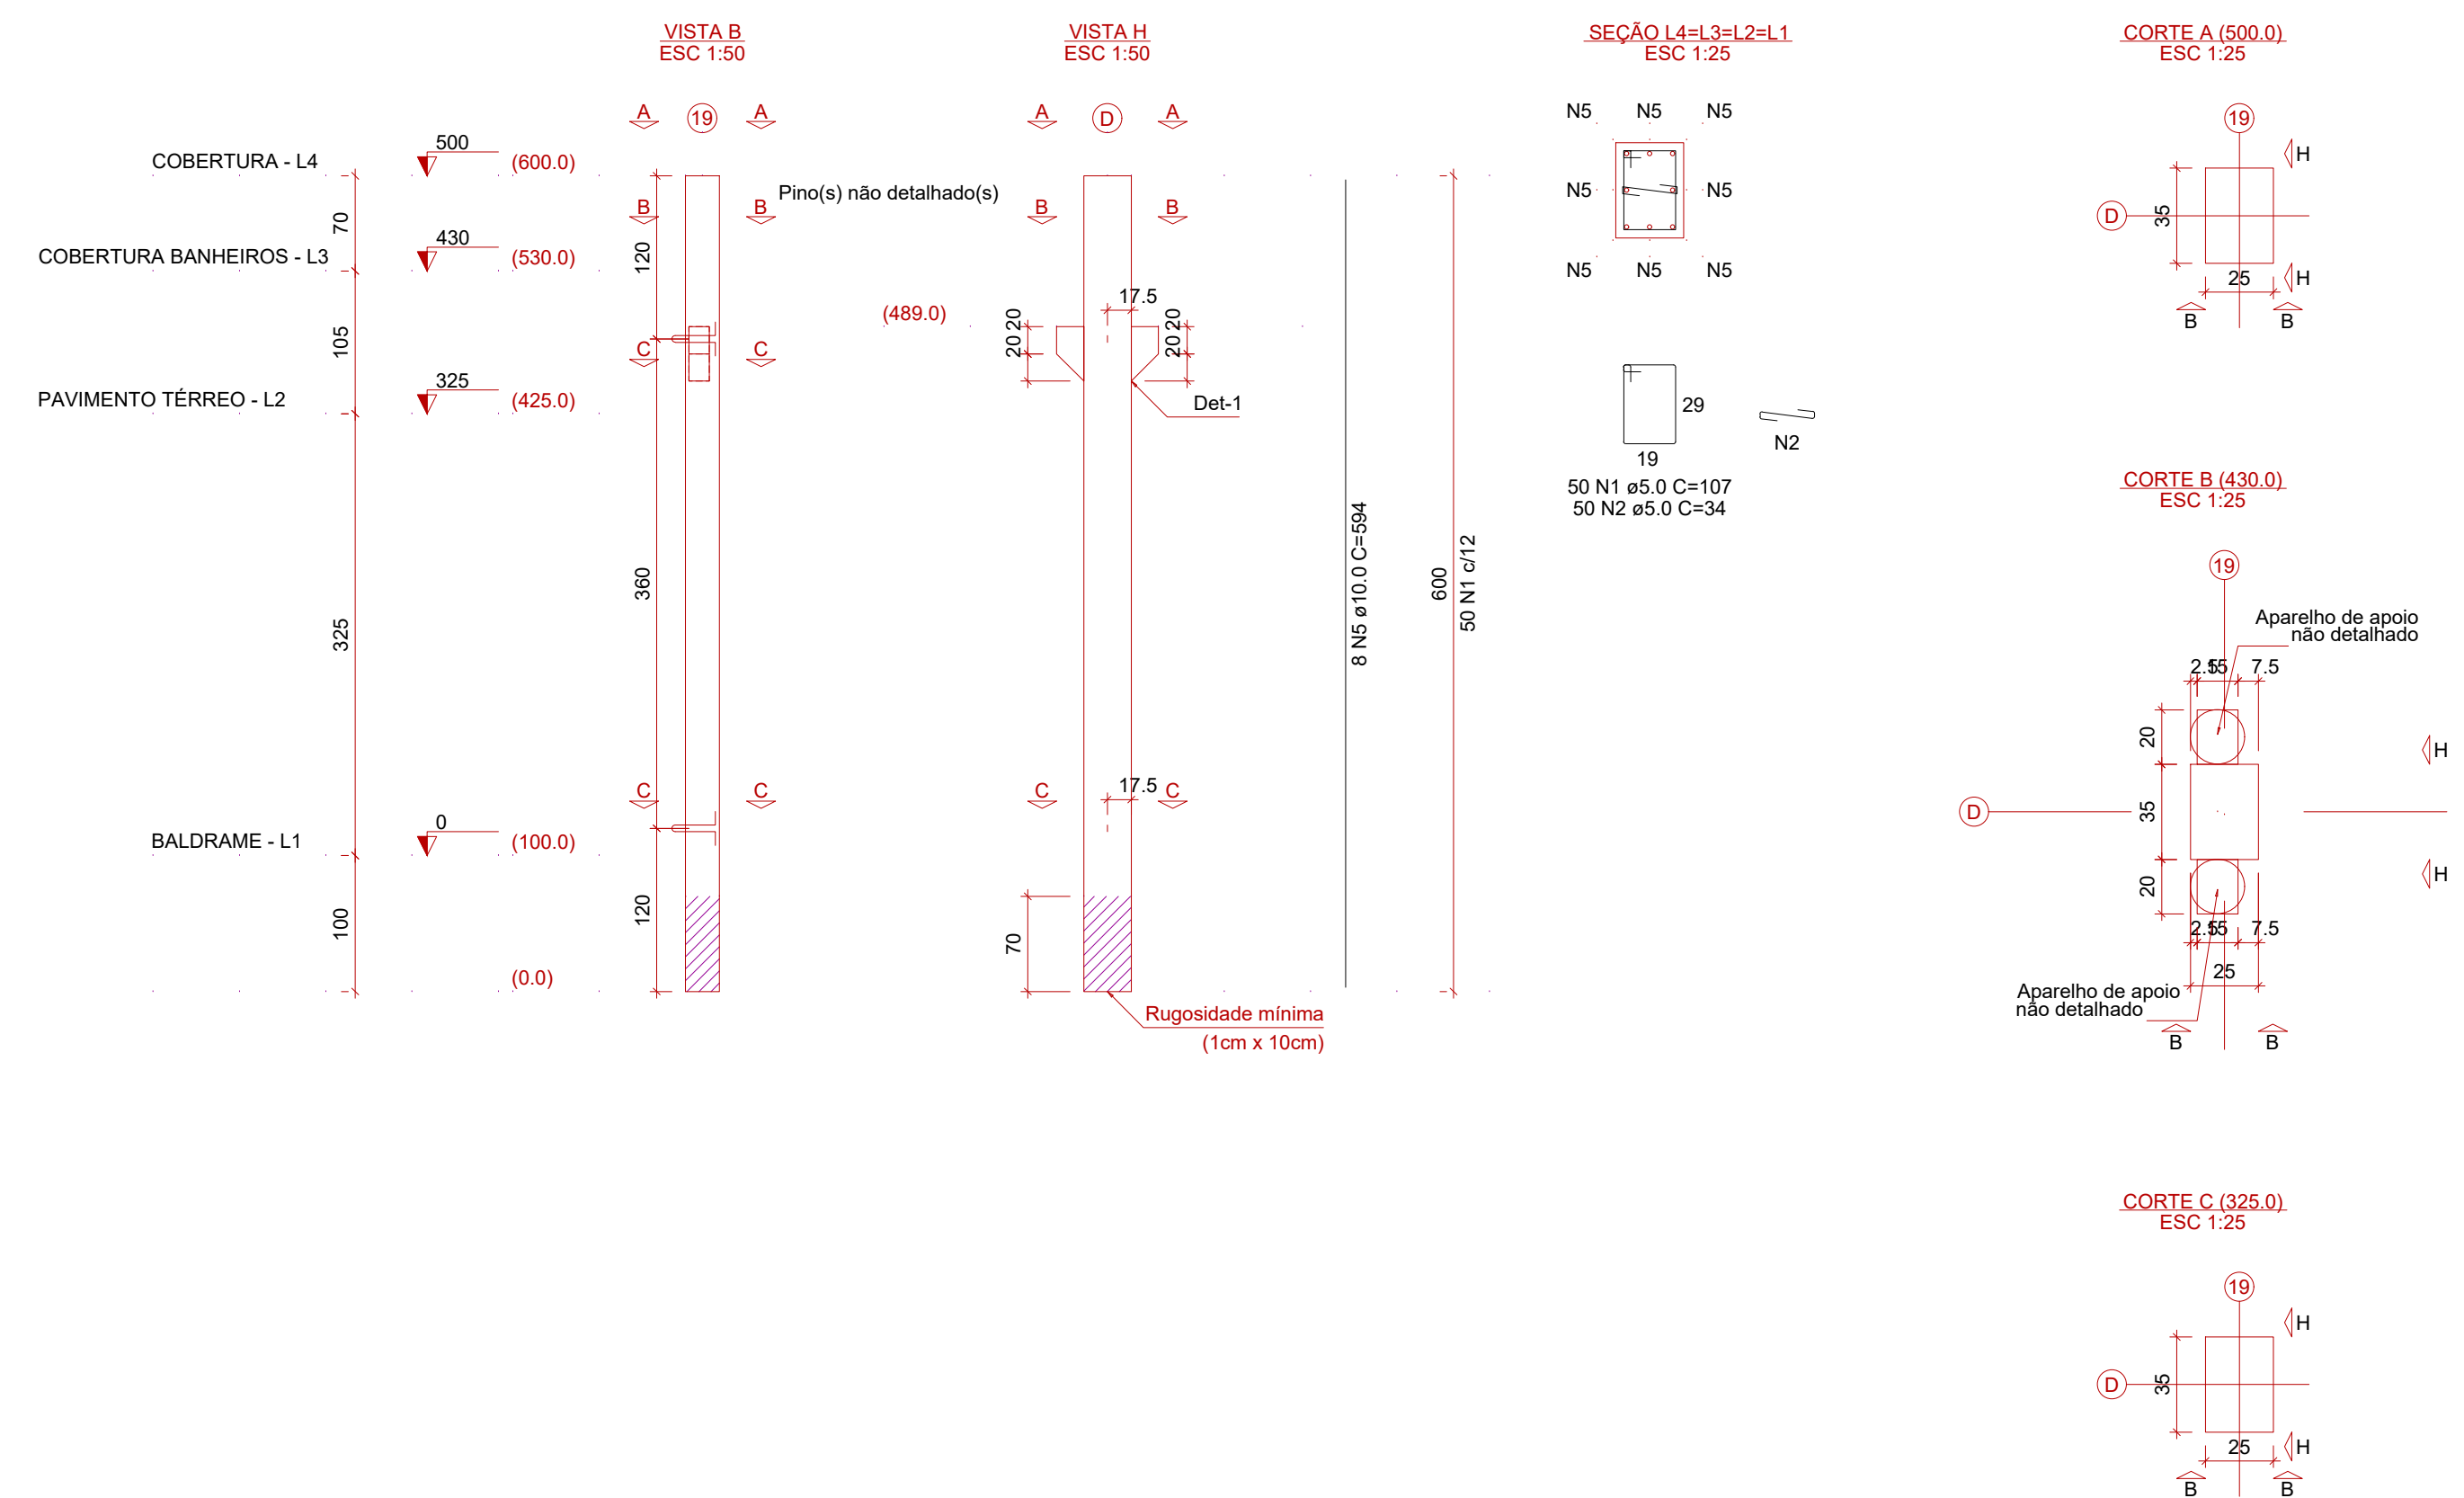 VISTA B
ESC 1:50
VISTA H
ESC 1:50
SEÇÃO L4=L3=L2=L1
ESC 1:25
CORTE A (500.0)
ESC 1:25
A
19
A
A
D
A
COBERTURA - L4
500
(600.0)
70
B
B
Pino(s) não detalhado(s)
B
B
COBERTURA BANHEIROS - L3
430
(530.0)
120
105
C
C
(489.0)
20
20
17.5
20
20
Det-1
PAVIMENTO TÉRREO - L2
325
(425.0)
325
360
C
C
C
17.5
C
BALDRAME - L1
0
(100.0)
100
120
70
(0.0)
Rugosidade mínima
(1cm x 10cm)
8 N5 ø10.0 C=594
600
50 N1 c/12
N5
N5
N5
N5
N5
N5
N5
N5
29
19
N2
50 N1 ø5.0 C=107
50 N2 ø5.0 C=34
19
H
D
35
25
H
B
B
CORTE B (430.0)
ESC 1:25
19
Aparelho de apoio
não detalhado
2.5
15
7.5
20
H
D
35
20
H
2.5
15
7.5
25
Aparelho de apoio
não detalhado
B
B
CORTE C (325.0)
ESC 1:25
19
H
D
35
25
H
B
B